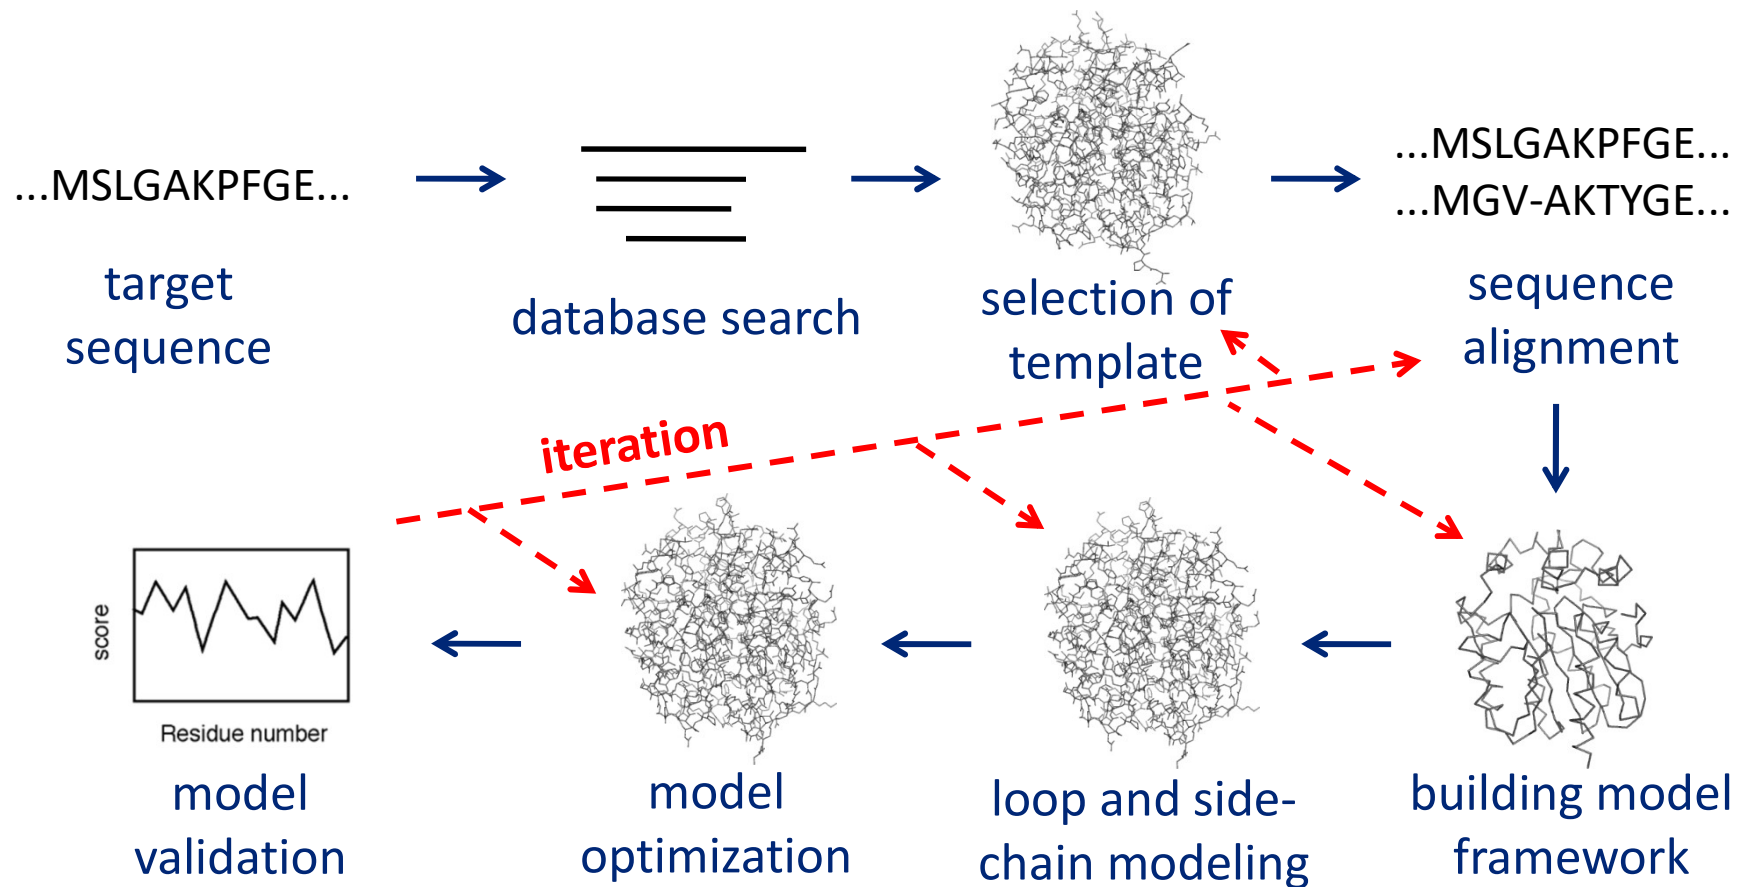 ...MSLGAKPFGE...
target
sequence
database search
selection of
template
...MSLGAKPFGE...
...MGV-AKTYGE...
sequence
alignment
iteration
score
Residue number
model
validation
model
optimization
loop and side-
chain modeling
building model
framework